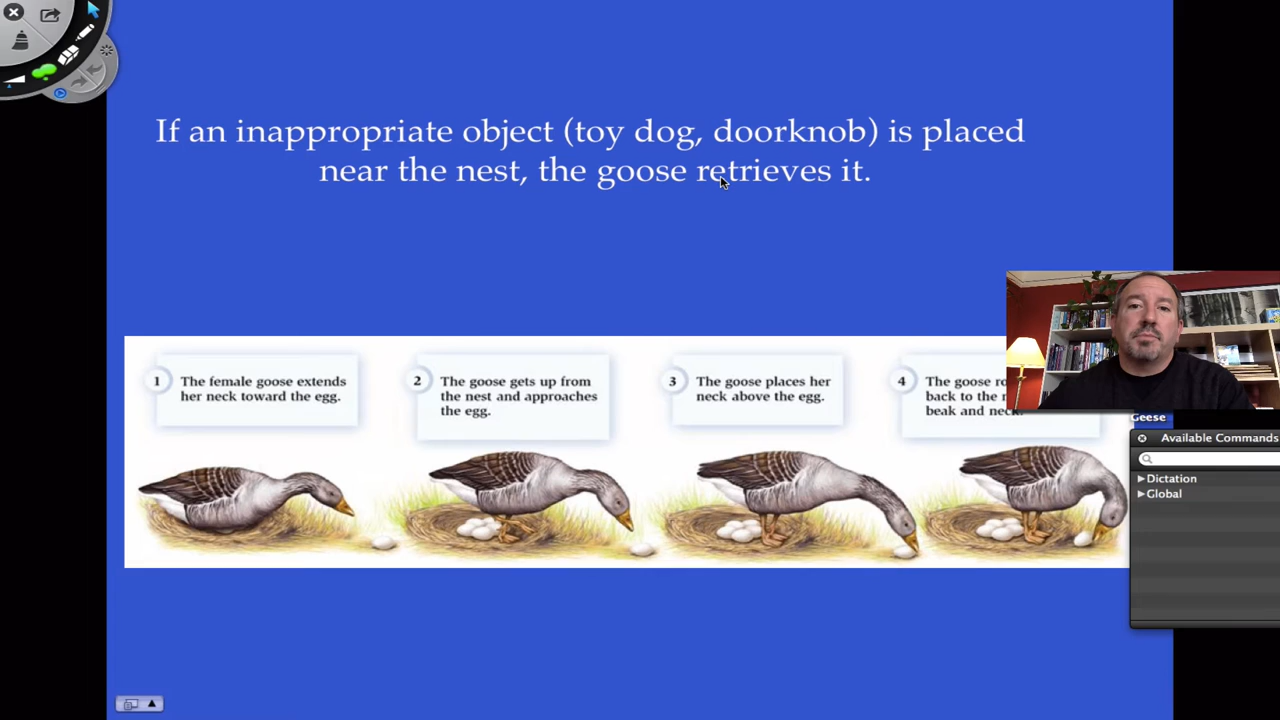 If an inappropriate object (toy dog, doorknob) is placed
near the nest, the goose retrieves it.
1 The female goose extends
her neck toward the egg.
2 The goose gets up from
the nest and approaches
the egg.
3 The goose places her
neck above the egg.
4 The goose
back to the
beak and neck.
Geese
Available Commands
Dictation
Global